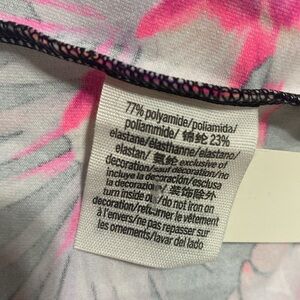 77% polyamide/poliamida/
poliammide/ 锦纶 23%
elastane/élasthanne/elastano/
elastan/ 氨纶 exclusive of
decoration/sauf décoration/no
incluye la decoración/esclusa
la decorazione/装饰除外
turn inside out/do not iron on
decoration/retourner le vêtement
à l'envers/ne pas repasser sur
les ornements/lavar del lado